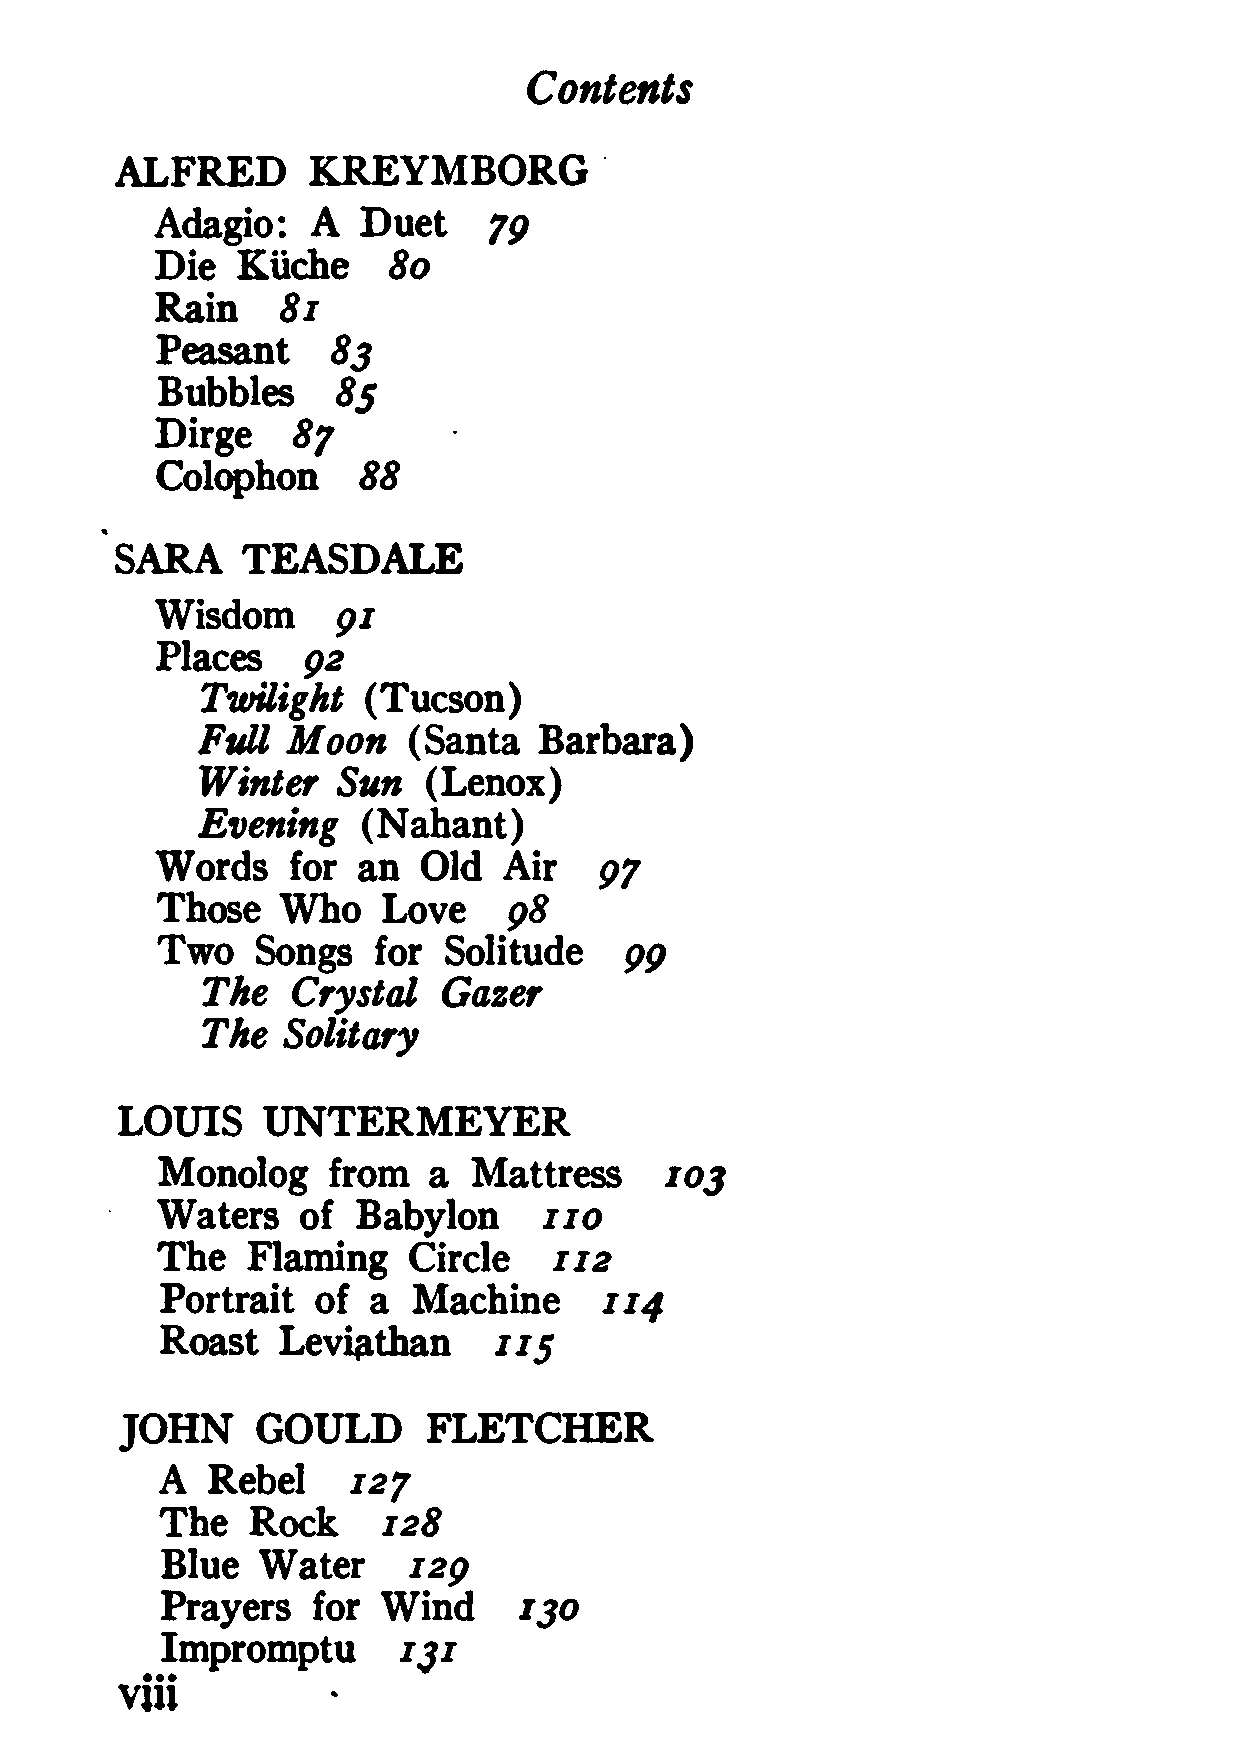 Contents
ALFRED KREYMBORG
Adagio: A Duet 79
Die Küche 80
Rain 81
Peasant 83
Bubbles 85
Dirge 87
Colophon 88
SARA TEASDALE
Wisdom 91
Places 92
Twilight (Tucson)
Full Moon (Santa Barbara)
Winter Sun (Lenox)
Evening (Nahant)
Words for an Old Air 97
Those Who Love 98
Two Songs for Solitude 99
The Crystal Gazer
The Solitary
LOUIS UNTERMEYER
Monolog from a Mattress 103
Waters of Babylon 110
The Flaming Circle 112
Portrait of a Machine 114
Roast Leviathan 115
JOHN GOULD FLETCHER
A Rebel 127
The Rock 128
Blue Water 129
Prayers for Wind 130
Impromptu 131
viii